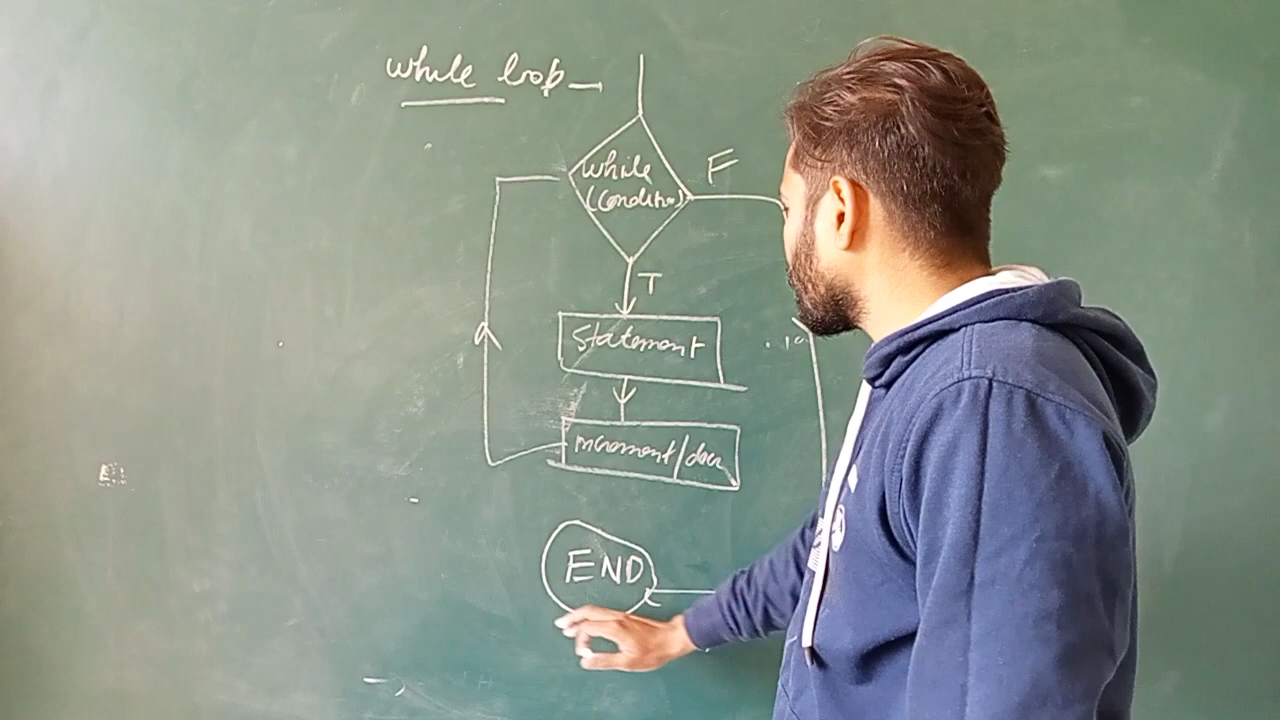 while loop
while
(Condition)
F
T
Statement
increment/decr
END